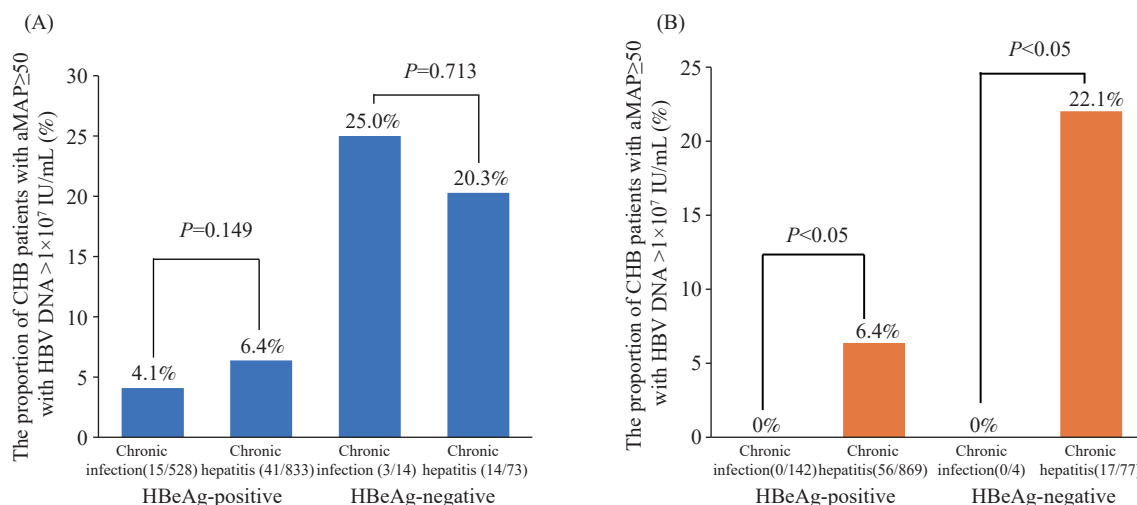 (A)
The proportion of CHB patients with aMAP≥50
with HBV DNA >1×10⁷ IU/mL (%)
30
25
20
15
10
5
0
P=0.149
P=0.713
4.1%
6.4%
25.0%
20.3%
Chronic Chronic Chronic Chronic
infection(15/528) hepatitis (41/833) infection (3/14) hepatitis (14/73)
HBeAg-positive HBeAg-negative
(B)
The proportion of CHB patients with aMAP≥50
with HBV DNA >1×10⁷ IU/mL (%)
25
20
15
10
5
0
P<0.05
P<0.05
0%
6.4%
0%
22.1%
Chronic Chronic Chronic Chronic
infection(0/142) hepatitis(56/869) infection(0/4) hepatitis(17/77)
HBeAg-positive HBeAg-negative